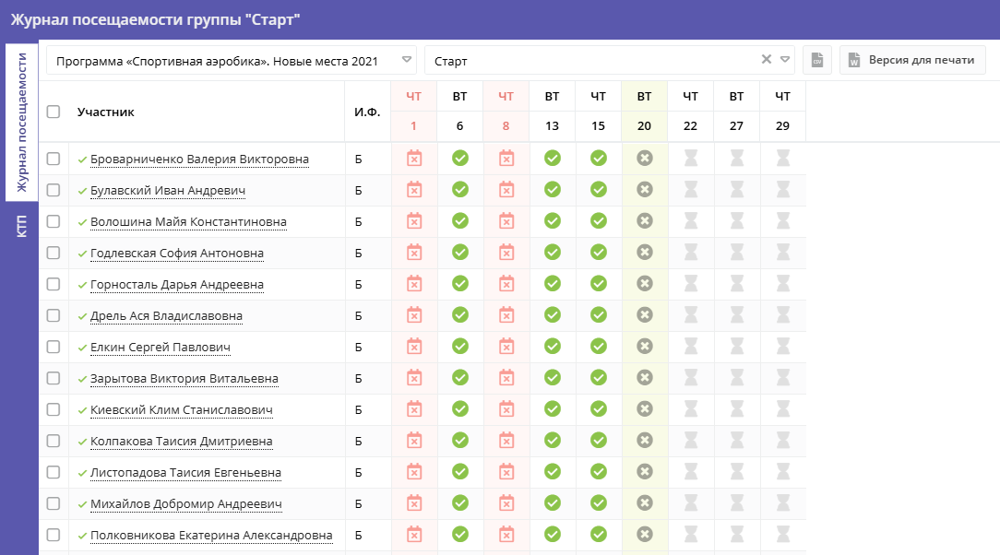 Журнал посещаемости группы "Старт"
Журнал посещаемости
КТП
Программа «Спортивная аэробика». Новые места 2021
Старт
CSV
W
Версия для печати
Участник И.Ф. ЧТ ВТ ЧТ ВТ ЧТ ВТ ЧТ ВТ ЧТ
1 6 8 13 15 20 22 27 29
Броварниченко Валерия Викторовна Б
Булавский Иван Андревич Б
Волошина Майя Константиновна Б
Годлевская София Антоновна Б
Горносталь Дарья Андреевна Б
Дрель Ася Владиславовна Б
Елкин Сергей Павлович Б
Зарытова Виктория Витальевна Б
Киевский Клим Станиславович Б
Колпакова Таисия Дмитриевна Б
Листопадова Таисия Евгеньевна Б
Михайлов Добромир Андреевич Б
Полковникова Екатерина Александровна Б